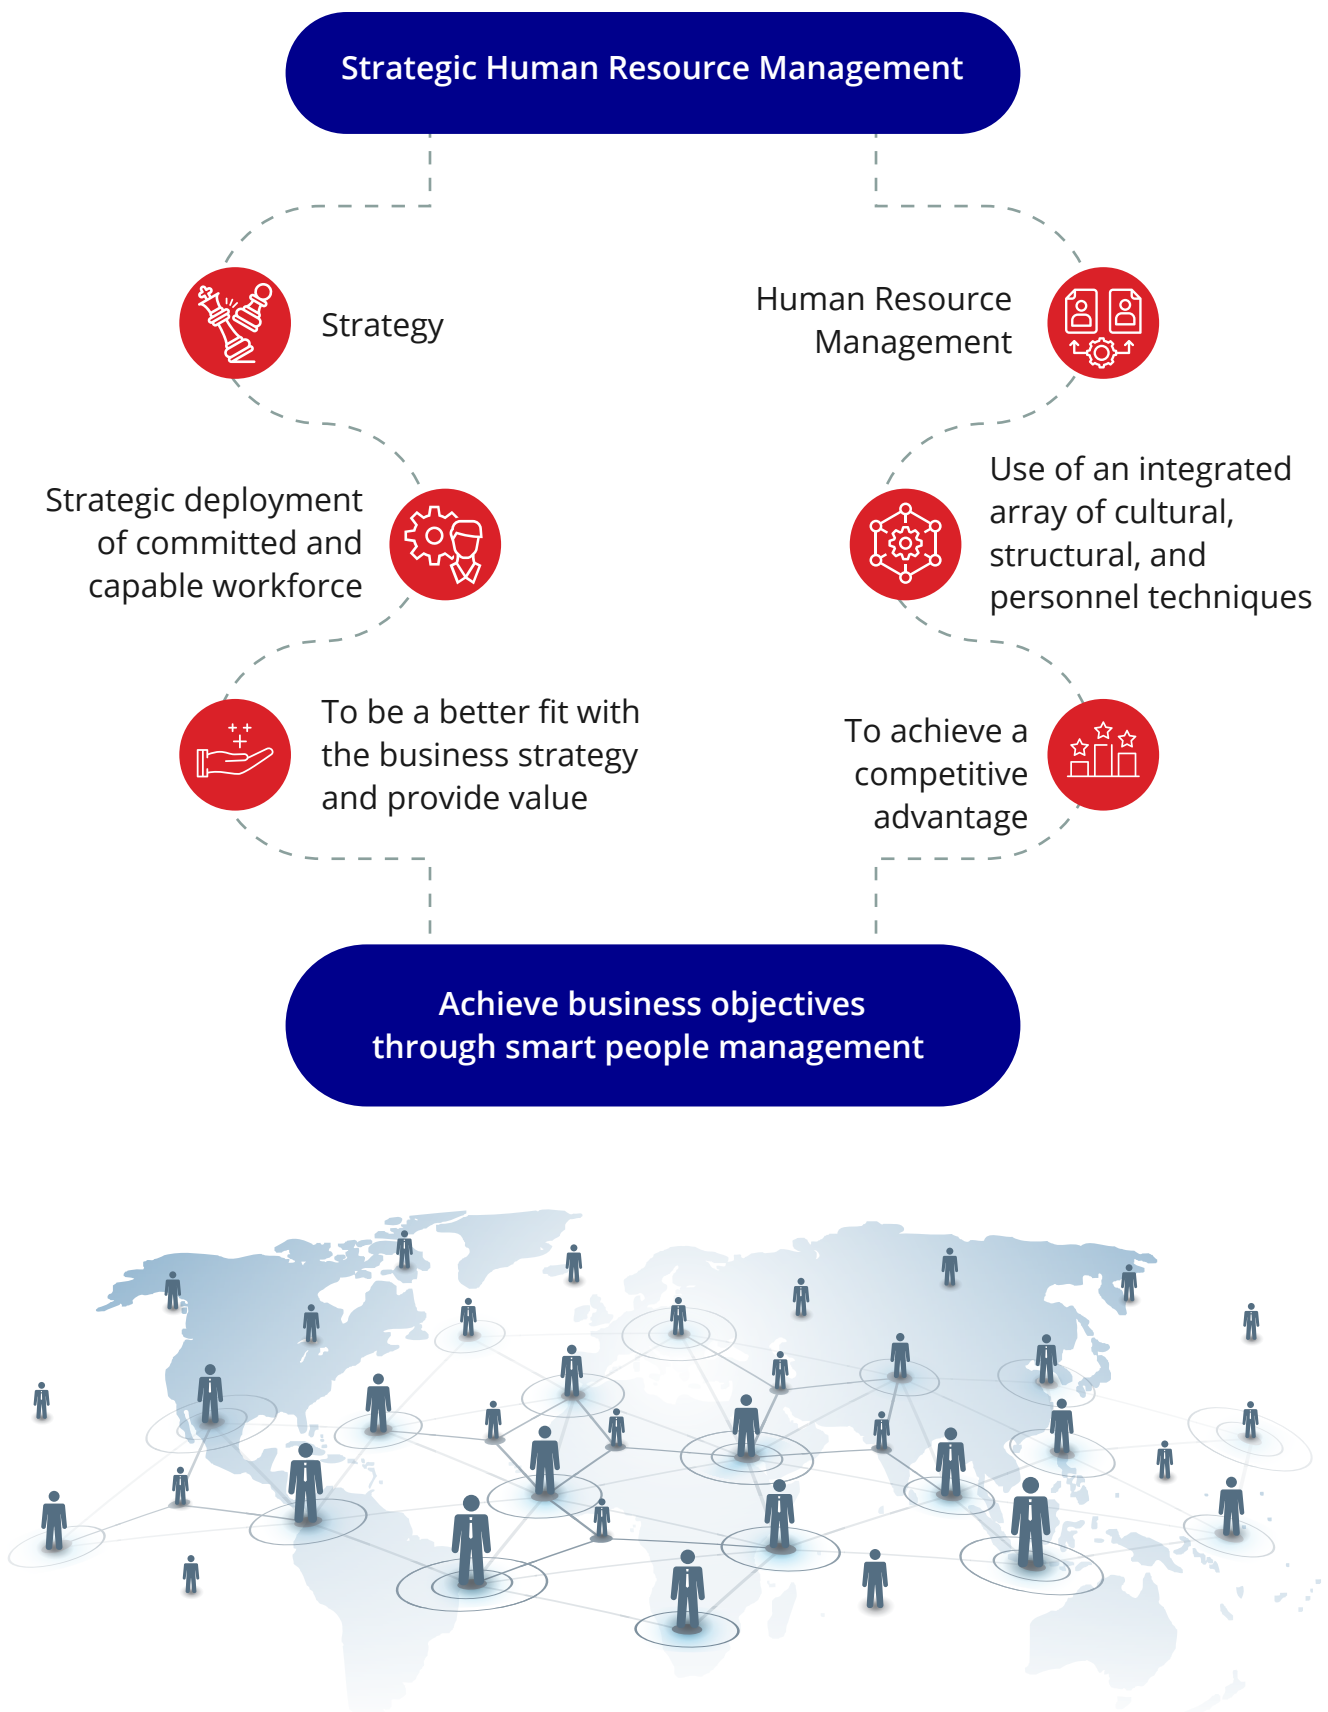 Strategic Human Resource Management
Strategy
Human Resource
Management
Strategic deployment
of committed and
capable workforce
Use of an integrated
array of cultural,
structural, and
personnel techniques
To be a better fit with
the business strategy
and provide value
To achieve a
competitive
advantage
Achieve business objectives
through smart people management